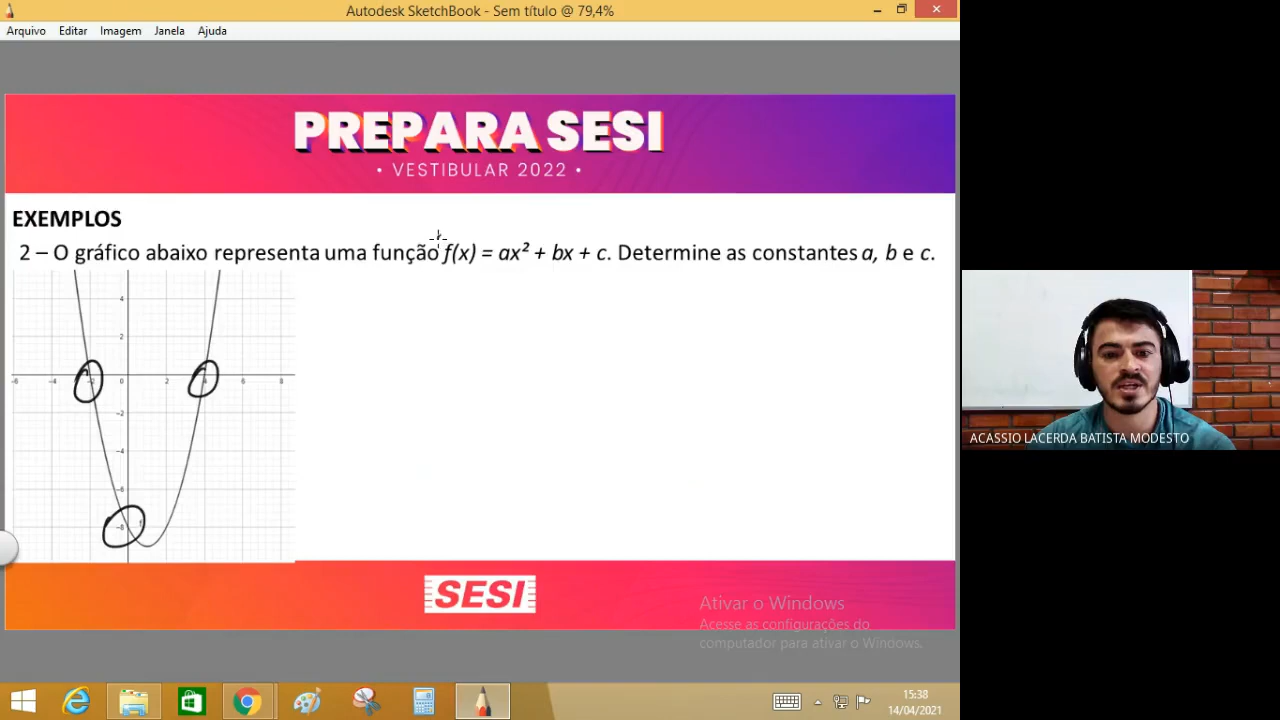 Autodesk SketchBook - Sem título @ 79,4%
Arquivo Editar Imagem Janela Ajuda
PREPARA SESI
• VESTIBULAR 2022 •
EXEMPLOS
2 – O gráfico abaixo representa uma função f(x) = ax² + bx + c. Determine as constantes a, b e c.
4
2
-6 -4 -2 0 2 4 6 8
-2
-4
-6
-8
ACASSIO LACERDA BATISTA MODESTO
SESI
Ativar o Windows
Acesse as configurações do
computador para ativar o Windows.
15:38
14/04/2021